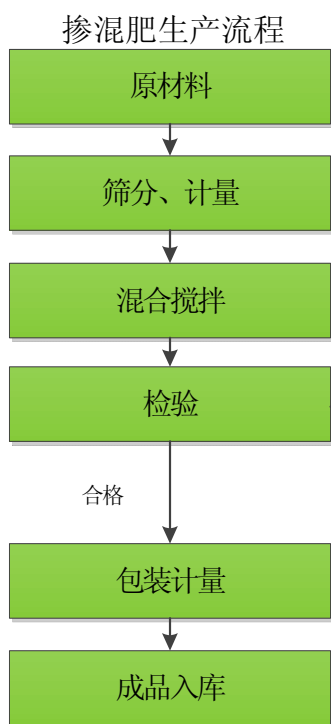 掺混肥生产流程
原材料
筛分、计量
混合搅拌
检验
合格
包装计量
成品入库